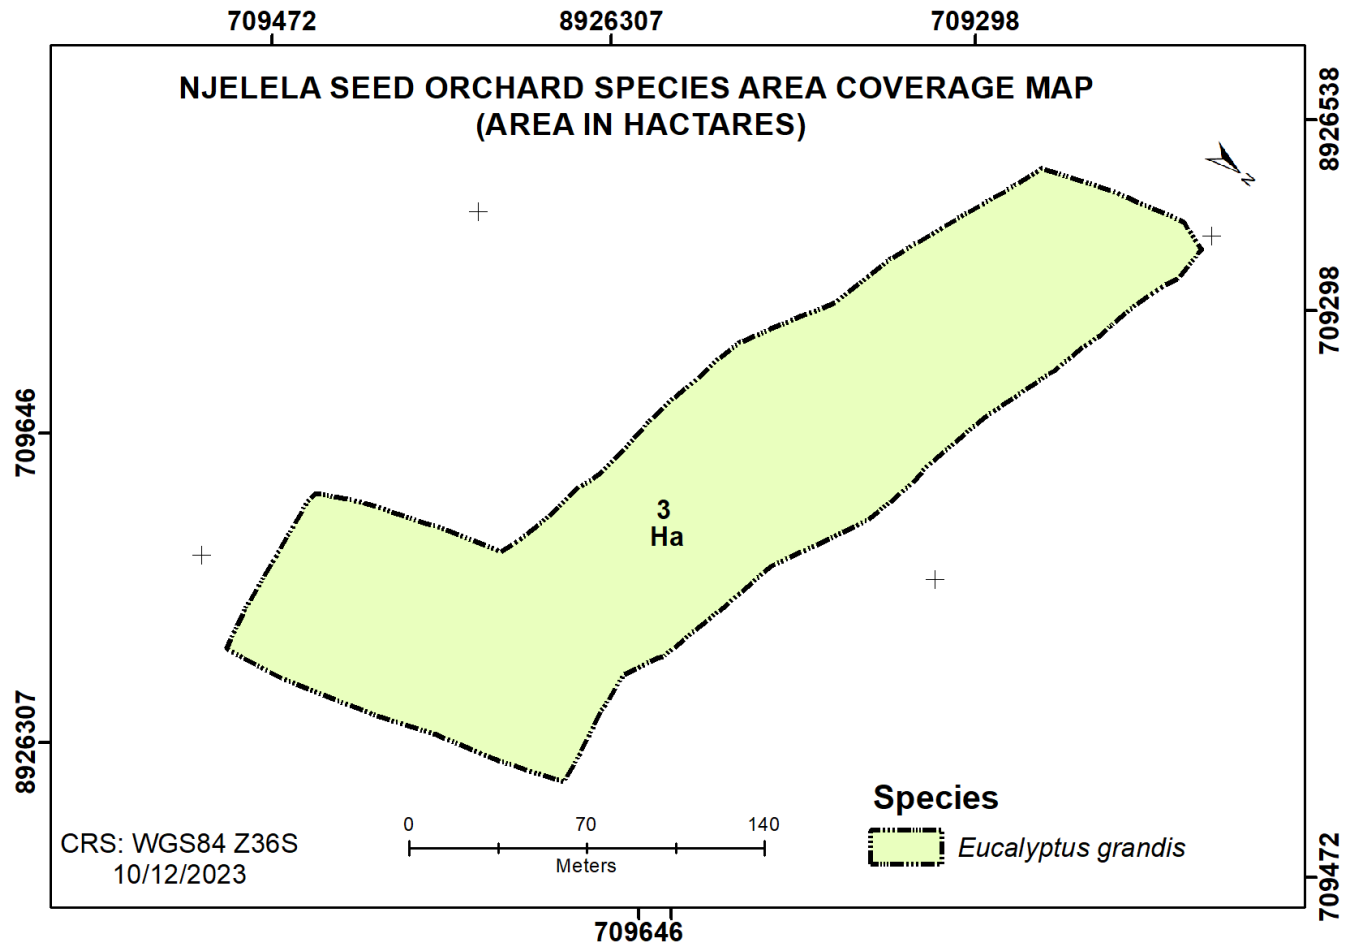 709472 8926307 709298
NJELELA SEED ORCHARD SPECIES AREA COVERAGE MAP
(AREA IN HACTARES)
8926538
N
709298
709646
3
Ha
8926307
Species
Eucalyptus grandis
0 70 140
Meters
CRS: WGS84 Z36S
10/12/2023
709472
709646